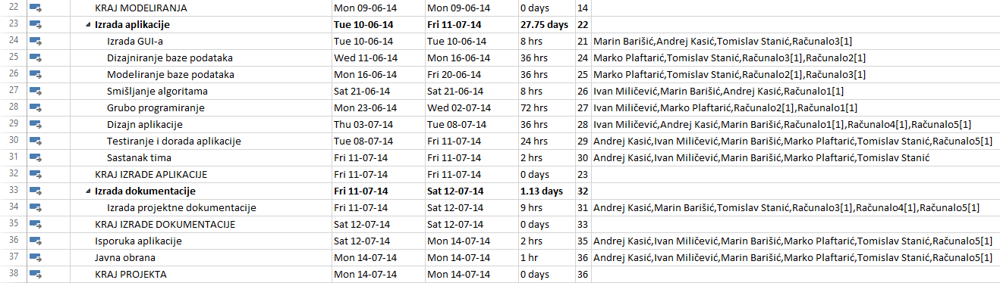 22 KRAJ MODELIRANJA Mon 09-06-14 Mon 09-06-14 0 days 14
23 Izrada aplikacije Tue 10-06-14 Fri 11-07-14 27.75 days 22
24 Izrada GUI-a Tue 10-06-14 Tue 10-06-14 8 hrs 21 Marin Barišić,Andrej Kasić,Tomislav Stanić,Računalo3[1]
25 Dizajniranje baze podataka Wed 11-06-14 Mon 16-06-14 36 hrs 24 Marko Plaftarić,Tomislav Stanić,Računalo3[1],Računalo2[1]
26 Modeliranje baze podataka Mon 16-06-14 Fri 20-06-14 36 hrs 25 Marko Plaftarić,Tomislav Stanić,Računalo2[1],Računalo3[1]
27 Smišljanje algoritama Sat 21-06-14 Sat 21-06-14 8 hrs 26 Ivan Miličević,Marin Barišić,Andrej Kasić,Računalo1[1]
28 Grubo programiranje Mon 23-06-14 Wed 02-07-14 72 hrs 27 Ivan Miličević,Marko Plaftarić,Računalo2[1],Računalo1[1]
29 Dizajn aplikacije Thu 03-07-14 Tue 08-07-14 36 hrs 28 Ivan Miličević,Andrej Kasić,Marin Barišić,Računalo1[1],Računalo4[1],Računalo5[1]
30 Testiranje i dorada aplikacije Tue 08-07-14 Fri 11-07-14 24 hrs 29 Andrej Kasić,Ivan Miličević,Marin Barišić,Marko Plaftarić,Tomislav Stanić,Računalo5[1]
31 Sastanak tima Fri 11-07-14 Fri 11-07-14 2 hrs 30 Andrej Kasić,Ivan Miličević,Marin Barišić,Marko Plaftarić,Tomislav Stanić
32 KRAJ IZRADE APLIKACIJE Fri 11-07-14 Fri 11-07-14 0 days 23
33 Izrada dokumentacije Fri 11-07-14 Sat 12-07-14 1.13 days 32
34 Izrada projektne dokumentacije Fri 11-07-14 Sat 12-07-14 9 hrs 31 Andrej Kasić,Marin Barišić,Tomislav Stanić,Računalo3[1],Računalo4[1],Računalo5[1]
35 KRAJ IZRADE DOKUMENTACIJE Sat 12-07-14 Sat 12-07-14 0 days 33
36 Isporuka aplikacije Sat 12-07-14 Mon 14-07-14 2 hrs 35 Andrej Kasić,Ivan Miličević,Marin Barišić,Marko Plaftarić,Tomislav Stanić,Računalo5[1]
37 Javna obrana Mon 14-07-14 Mon 14-07-14 1 hr 36 Andrej Kasić,Ivan Miličević,Marin Barišić,Marko Plaftarić,Tomislav Stanić,Računalo5[1]
38 KRAJ PROJEKTA Mon 14-07-14 Mon 14-07-14 0 days 36